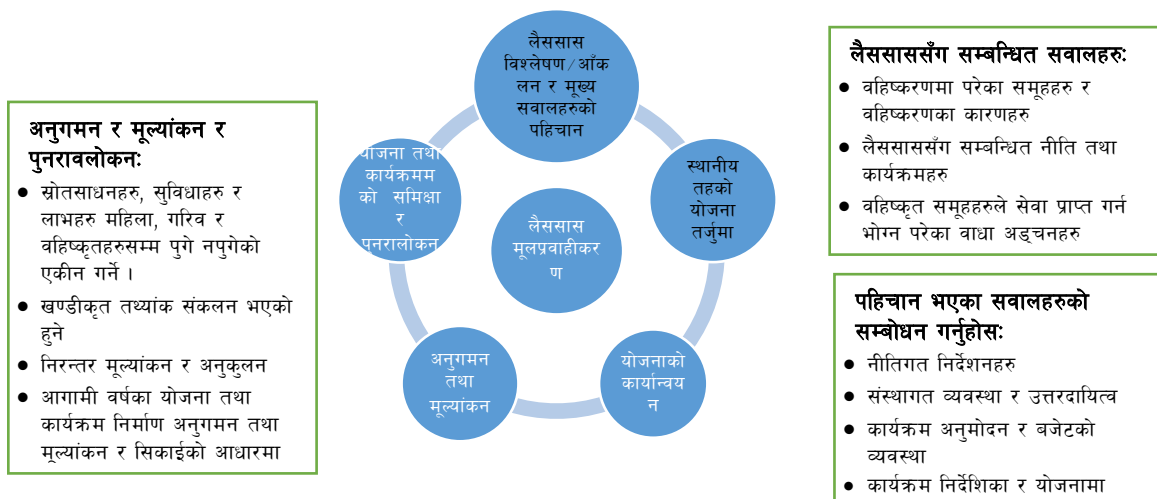 लैससास
विश्लेषण/आँक
लन र मूख्य
सवालहरुको
पहिचान
स्थानीय
तहको
योजना
तर्जुमा
योजनाको
कार्यान्वय
न
अनुगमन
तथा
मूल्यांकन
योजना तथा
कार्यक्रमम
को समिक्षा
र
पुनरालोकन
लैससास
मूलप्रवाहीकर
ण
अनुगमन र मूल्यांकन र
पुनरावलोकनः
● स्रोतसाधनहरु, सुविधाहरु र
लाभहरु महिला, गरिव र
वहिष्कृतहरुसम्म पुगे नपुगेको
एकीन गर्ने ।
● खण्डीकृत तथ्यांक संकलन भएको
हुने
● निरन्तर मूल्यांकन र अनुकुलन
● आगामी वर्षका योजना तथा
कार्यक्रम निर्माण अनुगमन तथा
मूल्यांकन र सिकाईको आधारमा
लैससाससँग सम्बन्धित सवालहरुः
● वहिष्करणमा परेका समूहहरु र
वहिष्करणका कारणहरु
● लैससाससँग सम्बन्धित नीति तथा
कार्यक्रमहरु
● वहिष्कृत समूहहरुले सेवा प्राप्त गर्न
भोग्न परेका वाधा अड्चनहरु
पहिचान भएका सवालहरुको
सम्बोधन गर्नुहोसः
● नीतिगत निर्देशनहरु
● संस्थागत व्यवस्था र उत्तरदायित्व
● कार्यक्रम अनुमोदन र बजेटको
व्यवस्था
● कार्यक्रम निर्देशिका र योजनामा